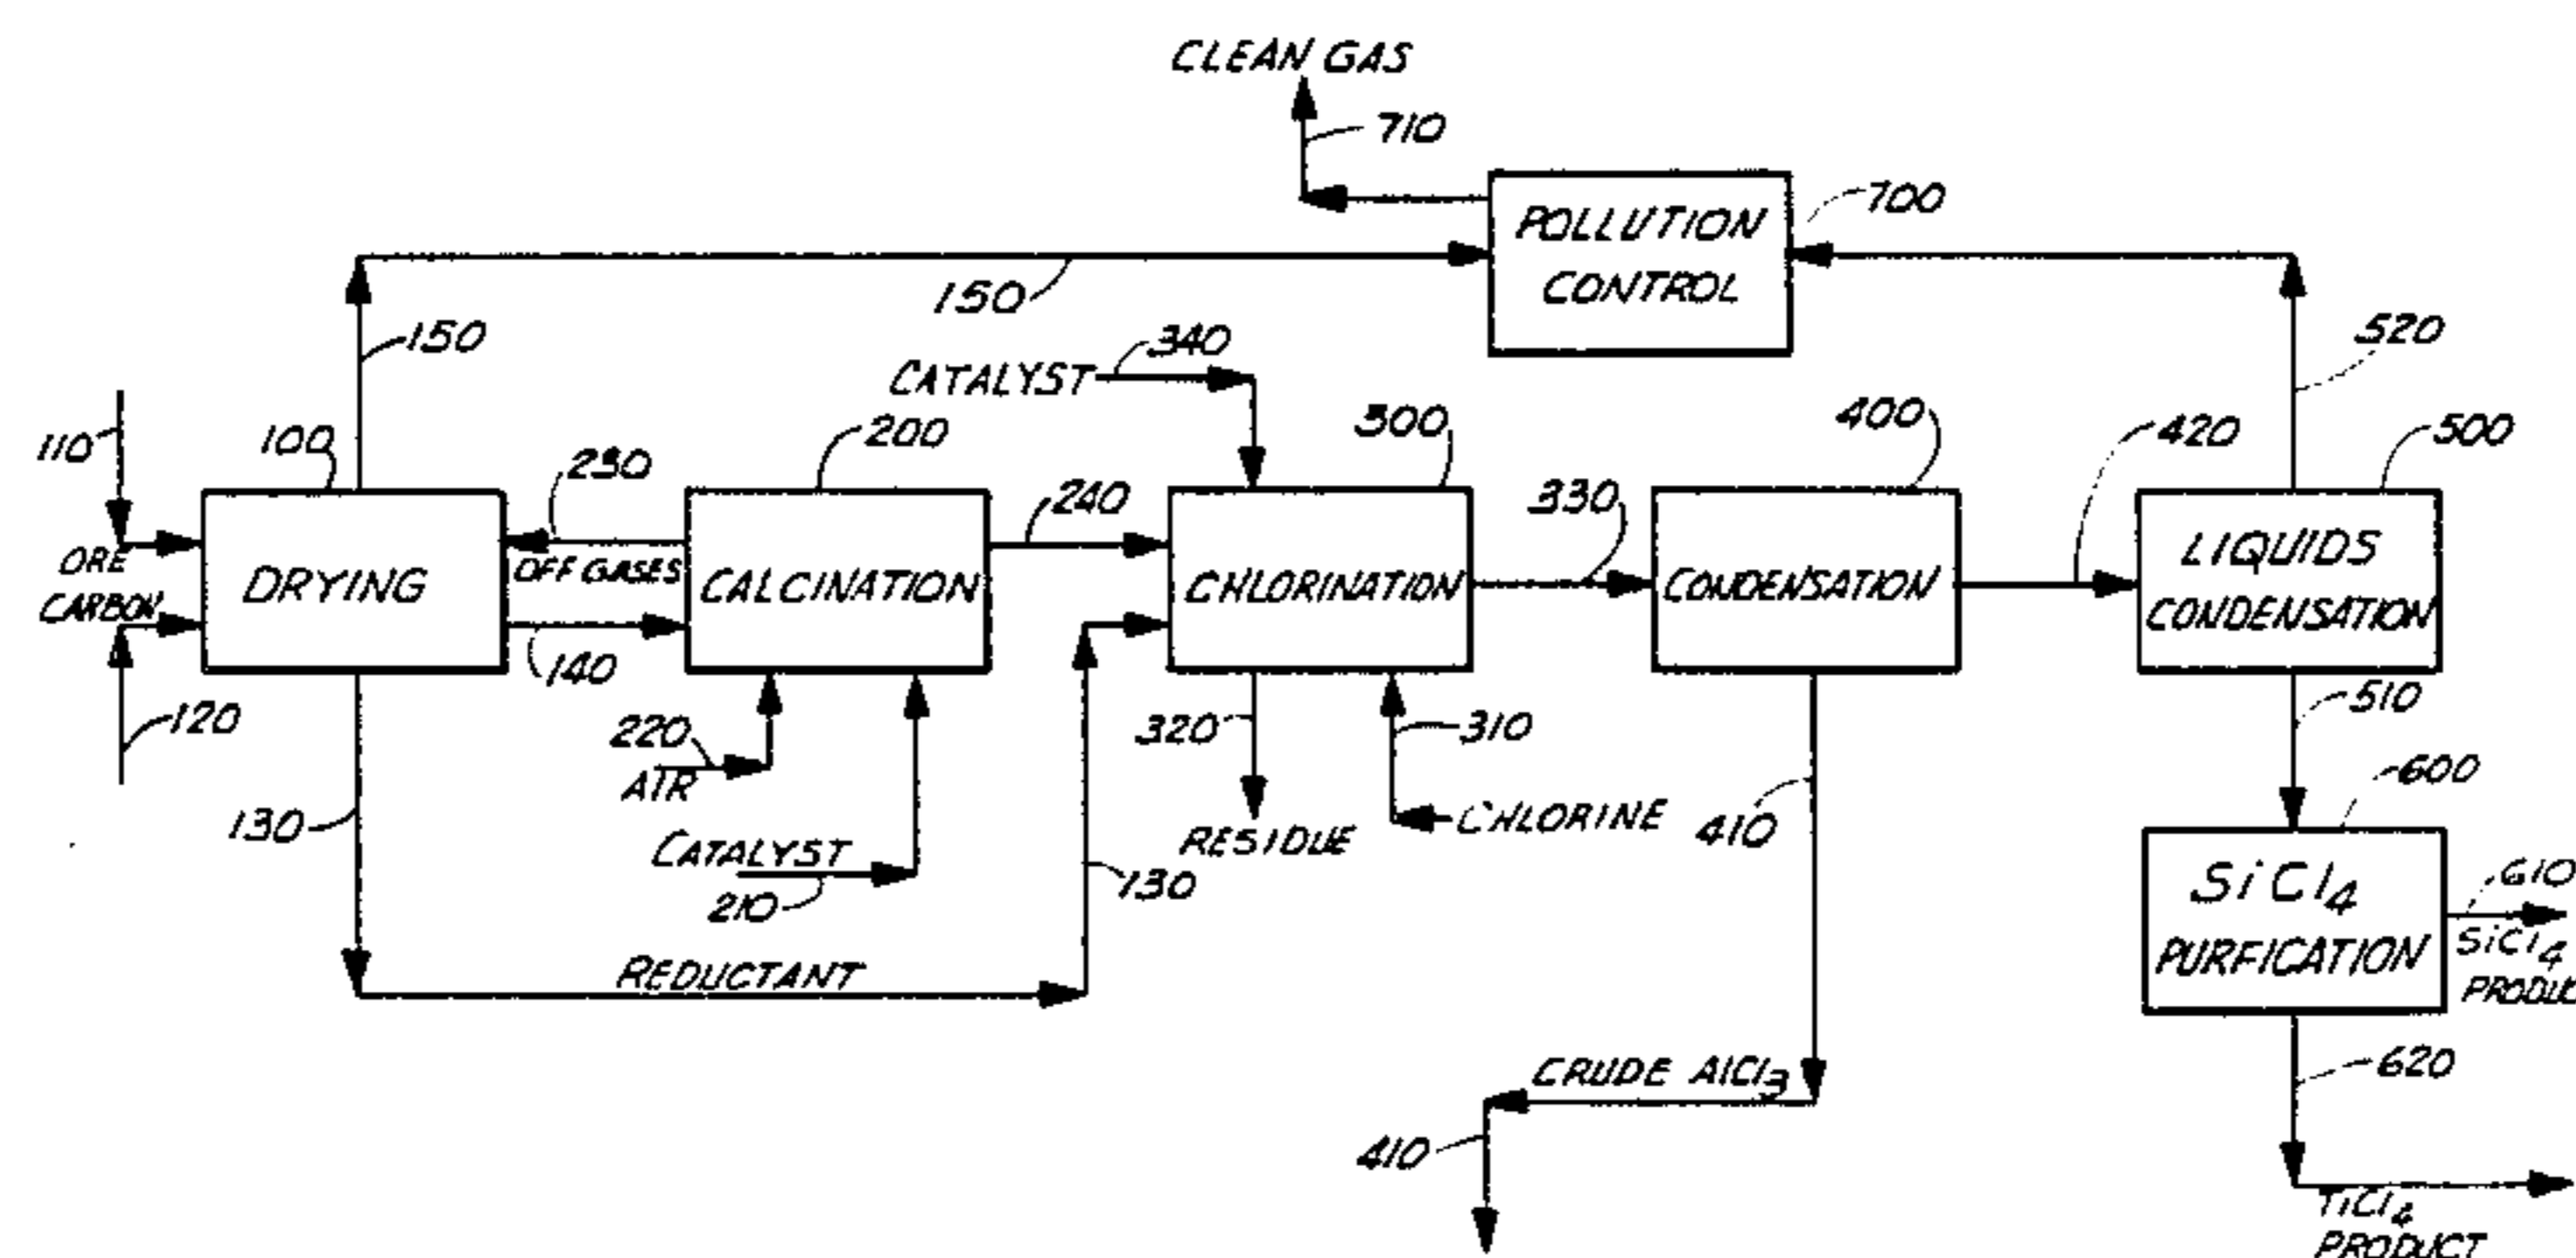 CLEAN GAS
710
POLLUTION
CONTROL
700
150
150
520
CATALYST
340
110
100
230
200
240
300
330
400
420
500
ORE
CARBON
DRYING
OFF GASES
CALCINATION
CHLORINATION
CONDENSATION
LIQUIDS
CONDENSATION
140
120
220
AIR
320
310
510
130
CATALYST
210
130
RESIDUE
CHLORINE
410
600
SiCl4
PURFICATION
610
SiCl4
PRODUC
REDUCTANT
CRUDE AlCl3
410
620
TiCl4
PRODUCT